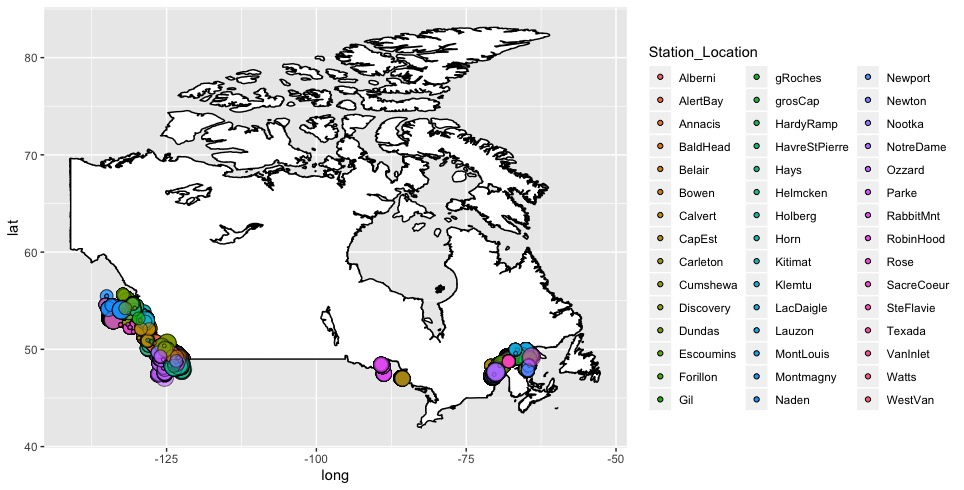 80
70
60
50
40
lat
-125
-100
-75
-50
long
Station_Location
Alberni
AlertBay
Annacis
BaldHead
Belair
Bowen
Calvert
CapEst
Carleton
Cumshewa
Discovery
Dundas
Escoumins
Forillon
Gil
gRoches
grosCap
HardyRamp
HavreStPierre
Hays
Helmcken
Holberg
Horn
Kitimat
Klemtu
LacDaigle
Lauzon
MontLouis
Montmagny
Naden
Newport
Newton
Nootka
NotreDame
Ozzard
Parke
RabbitMnt
RobinHood
Rose
SacreCoeur
SteFlavie
Texada
VanInlet
Watts
WestVan